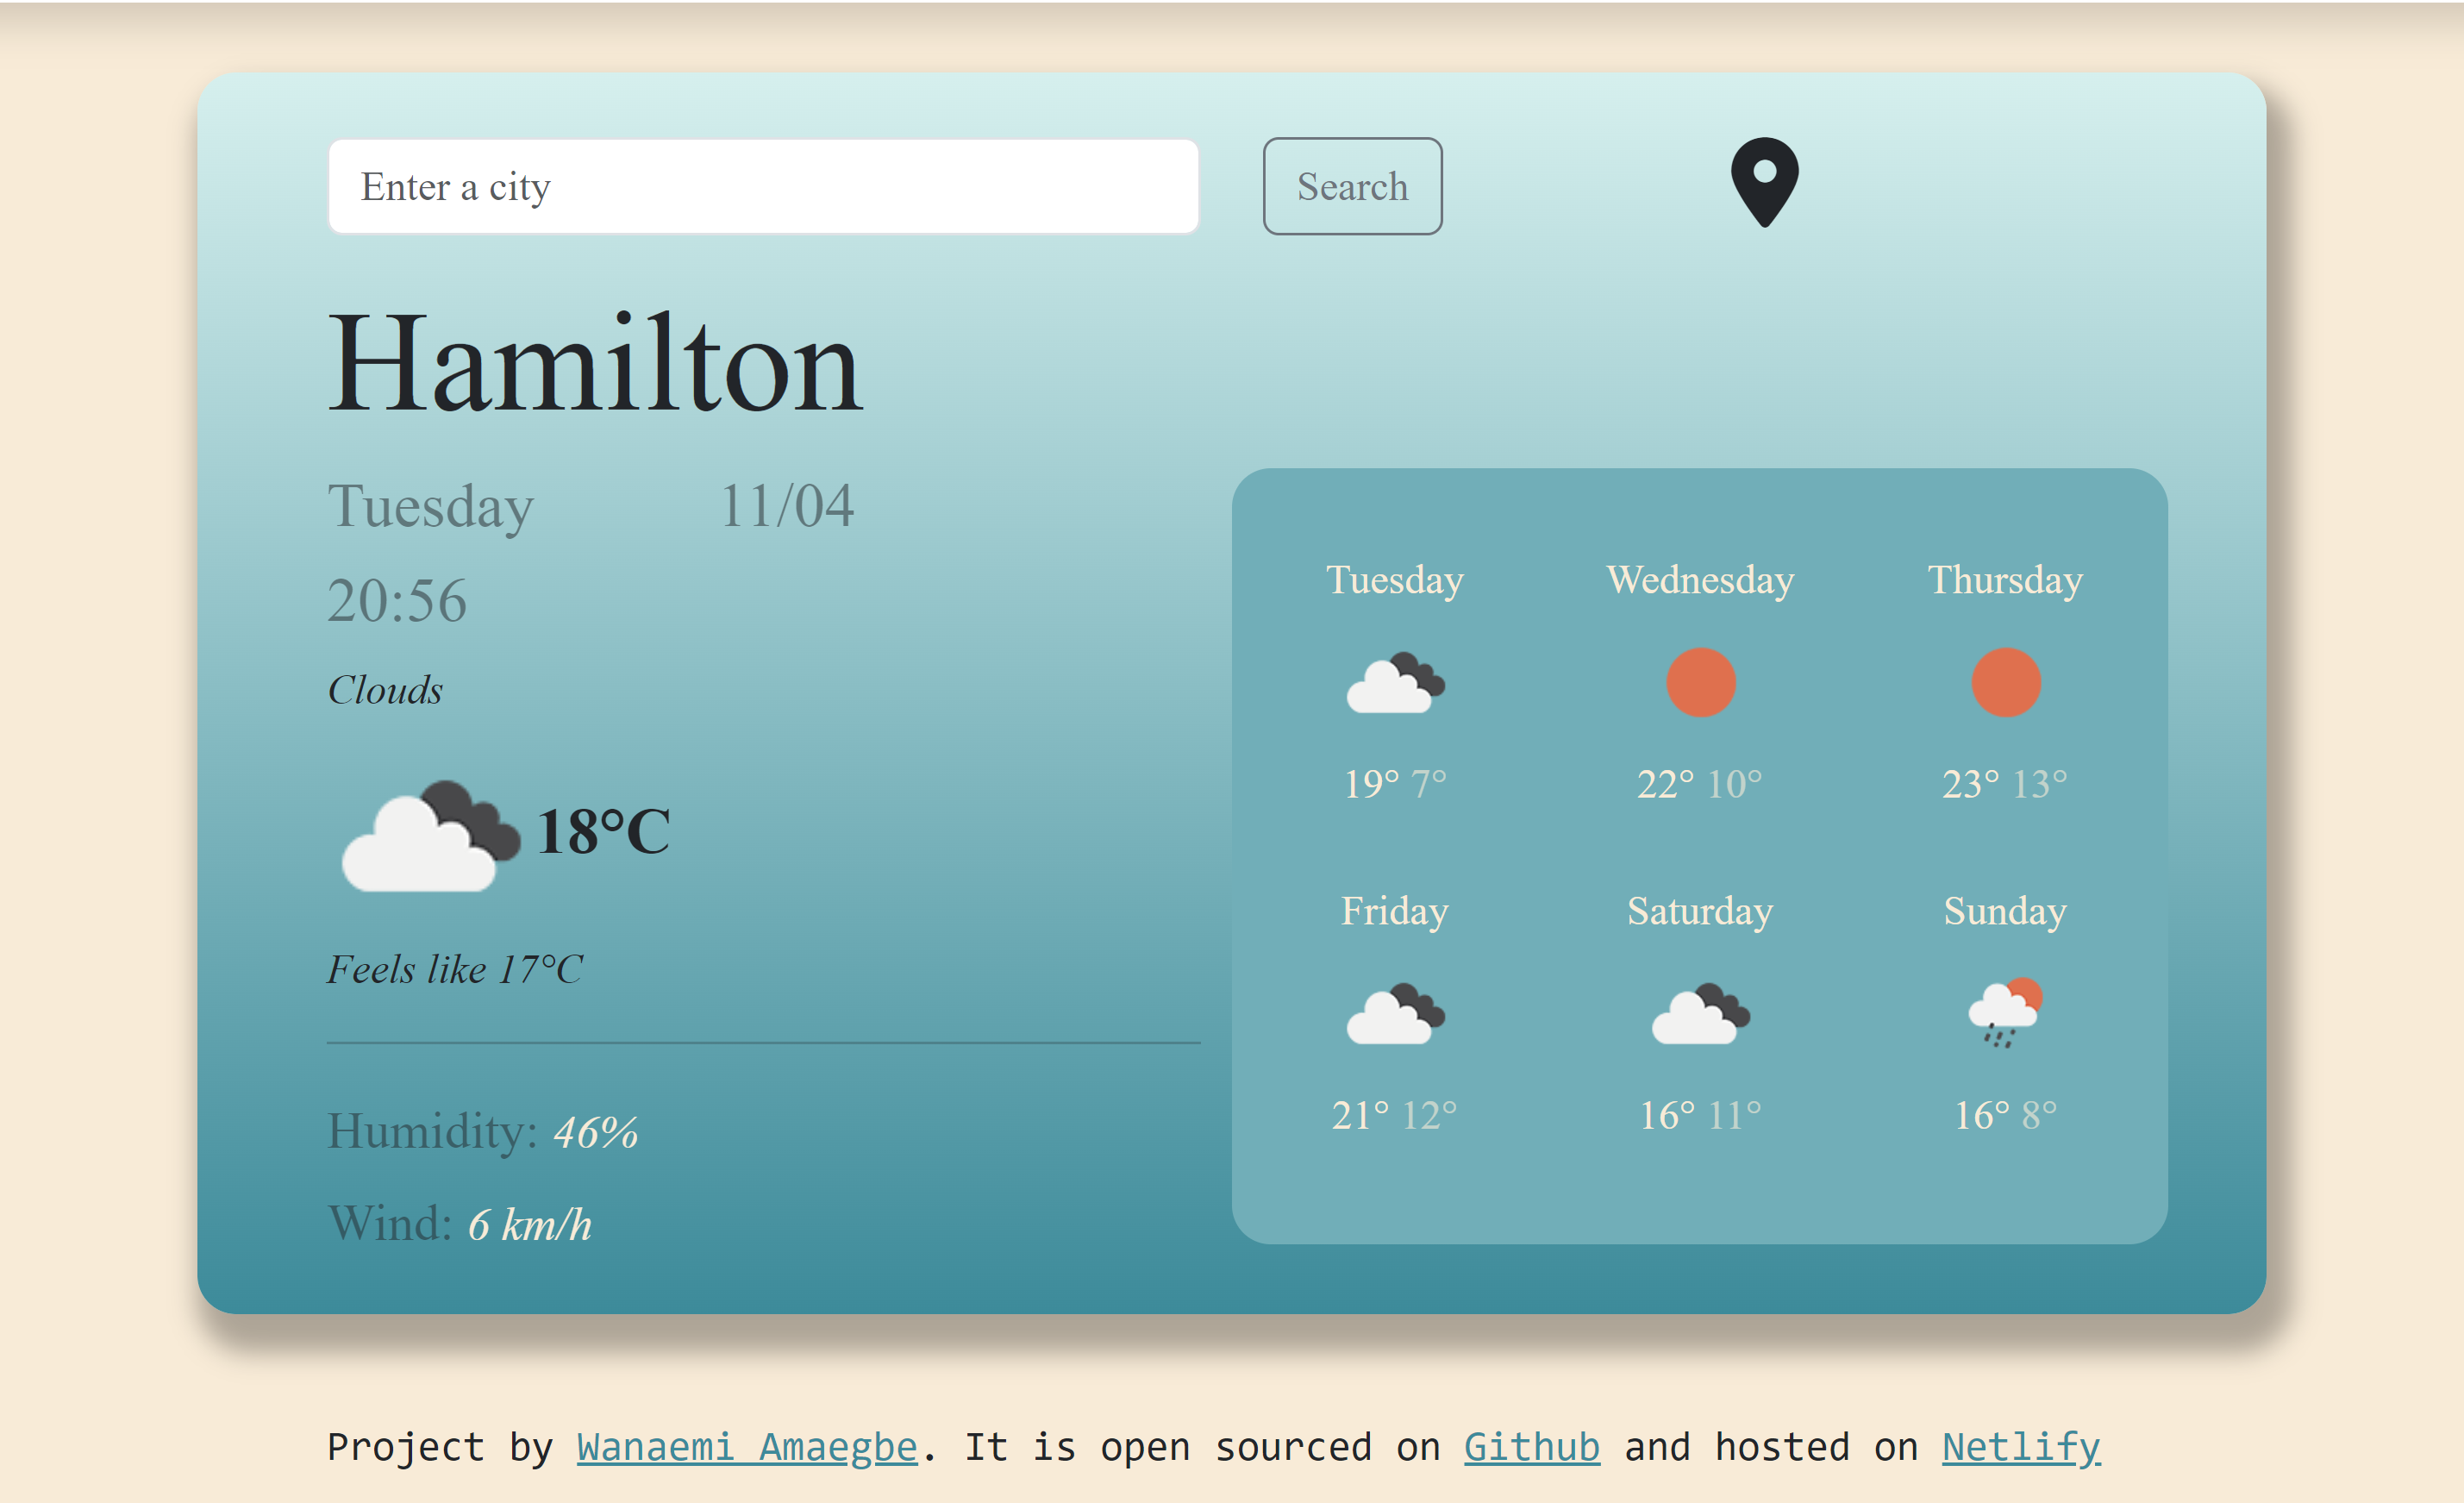 Enter a city
Search
Hamilton
Tuesday 11/04
20:56
Clouds
18°C
Feels like 17°C
Humidity: 46%
Wind: 6 km/h
Tuesday Wednesday Thursday
19° 7° 22° 10° 23° 13°
Friday Saturday Sunday
21° 12° 16° 11° 16° 8°
Project by Wanaemi Amaegbe. It is open sourced on Github and hosted on Netlify